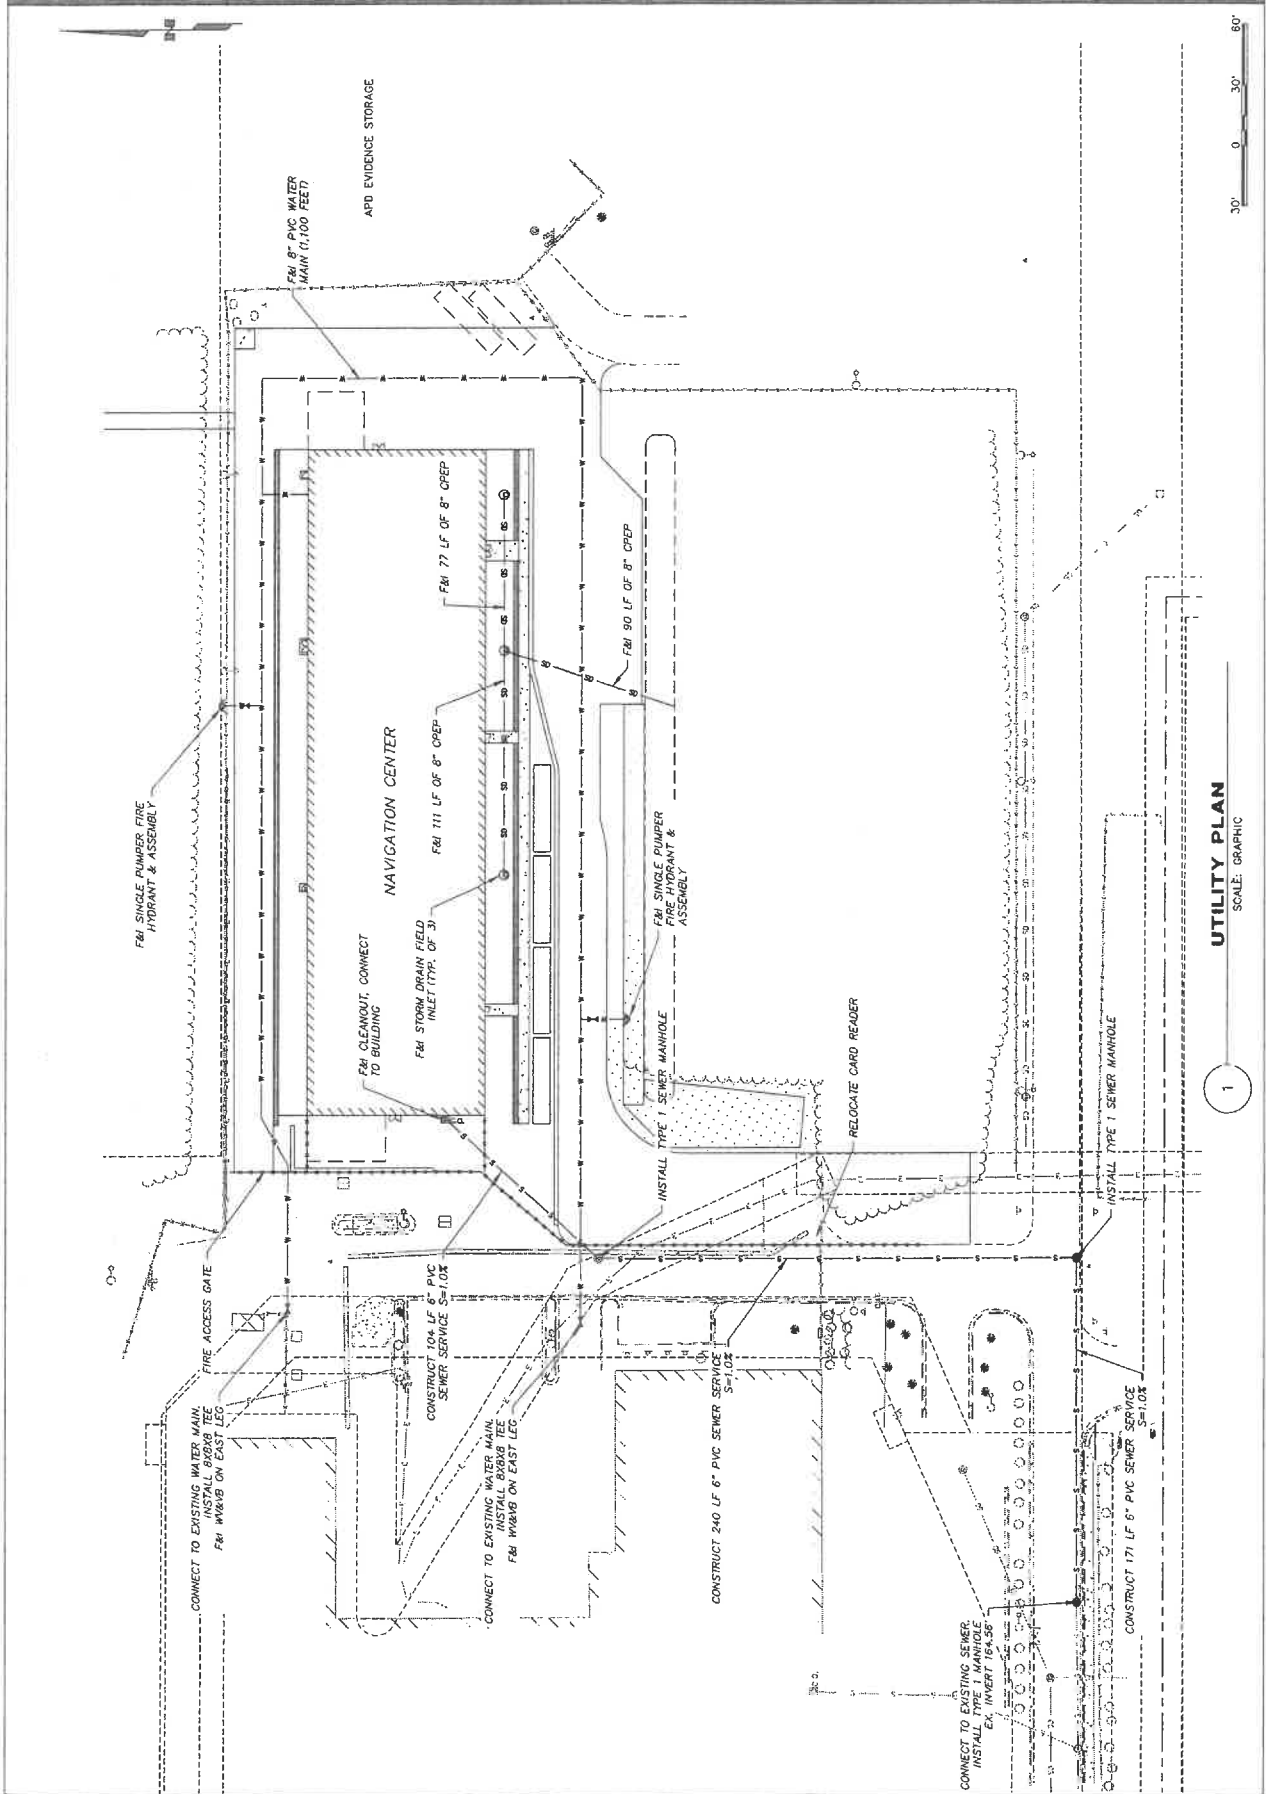 N
APD EVIDENCE STORAGE
F&I 8" PVC WATER
MAIN (1,100 FEET)
F&I SINGLE PUMPER FIRE
HYDRANT & ASSEMBLY
NAVIGATION CENTER
F&I 77 LF OF 8" CPEP
F&I 111 LF OF 8" CPEP
F&I 90 LF OF 8" CPEP
F&I STORM DRAIN FIELD
INLET (TYP. OF 3)
F&I CLEANOUT, CONNECT
TO BUILDING
F&I SINGLE PUMPER
FIRE HYDRANT &
ASSEMBLY
INSTALL TYPE 1 SEWER MANHOLE
RELOCATE CARD READER
INSTALL TYPE 1 SEWER MANHOLE
FIRE ACCESS GATE
CONNECT TO EXISTING WATER MAIN.
INSTALL 8X8X8 TEE
F&I WV&VB ON EAST LEG
CONSTRUCT 104 LF 6" PVC
SEWER SERVICE S=1.0%
CONNECT TO EXISTING WATER MAIN.
INSTALL 8X8X8 TEE
F&I WV&VB ON EAST LEG
CONSTRUCT 240 LF 6" PVC SEWER SERVICE
S=1.0%
CONNECT TO EXISTING SEWER.
INSTALL TYPE 1 MANHOLE
EX. INVERT 164.56'
CONSTRUCT 171 LF 6" PVC SEWER SERVICE
S=1.0%
1
UTILITY PLAN
SCALE: GRAPHIC
30' 0 30' 60'